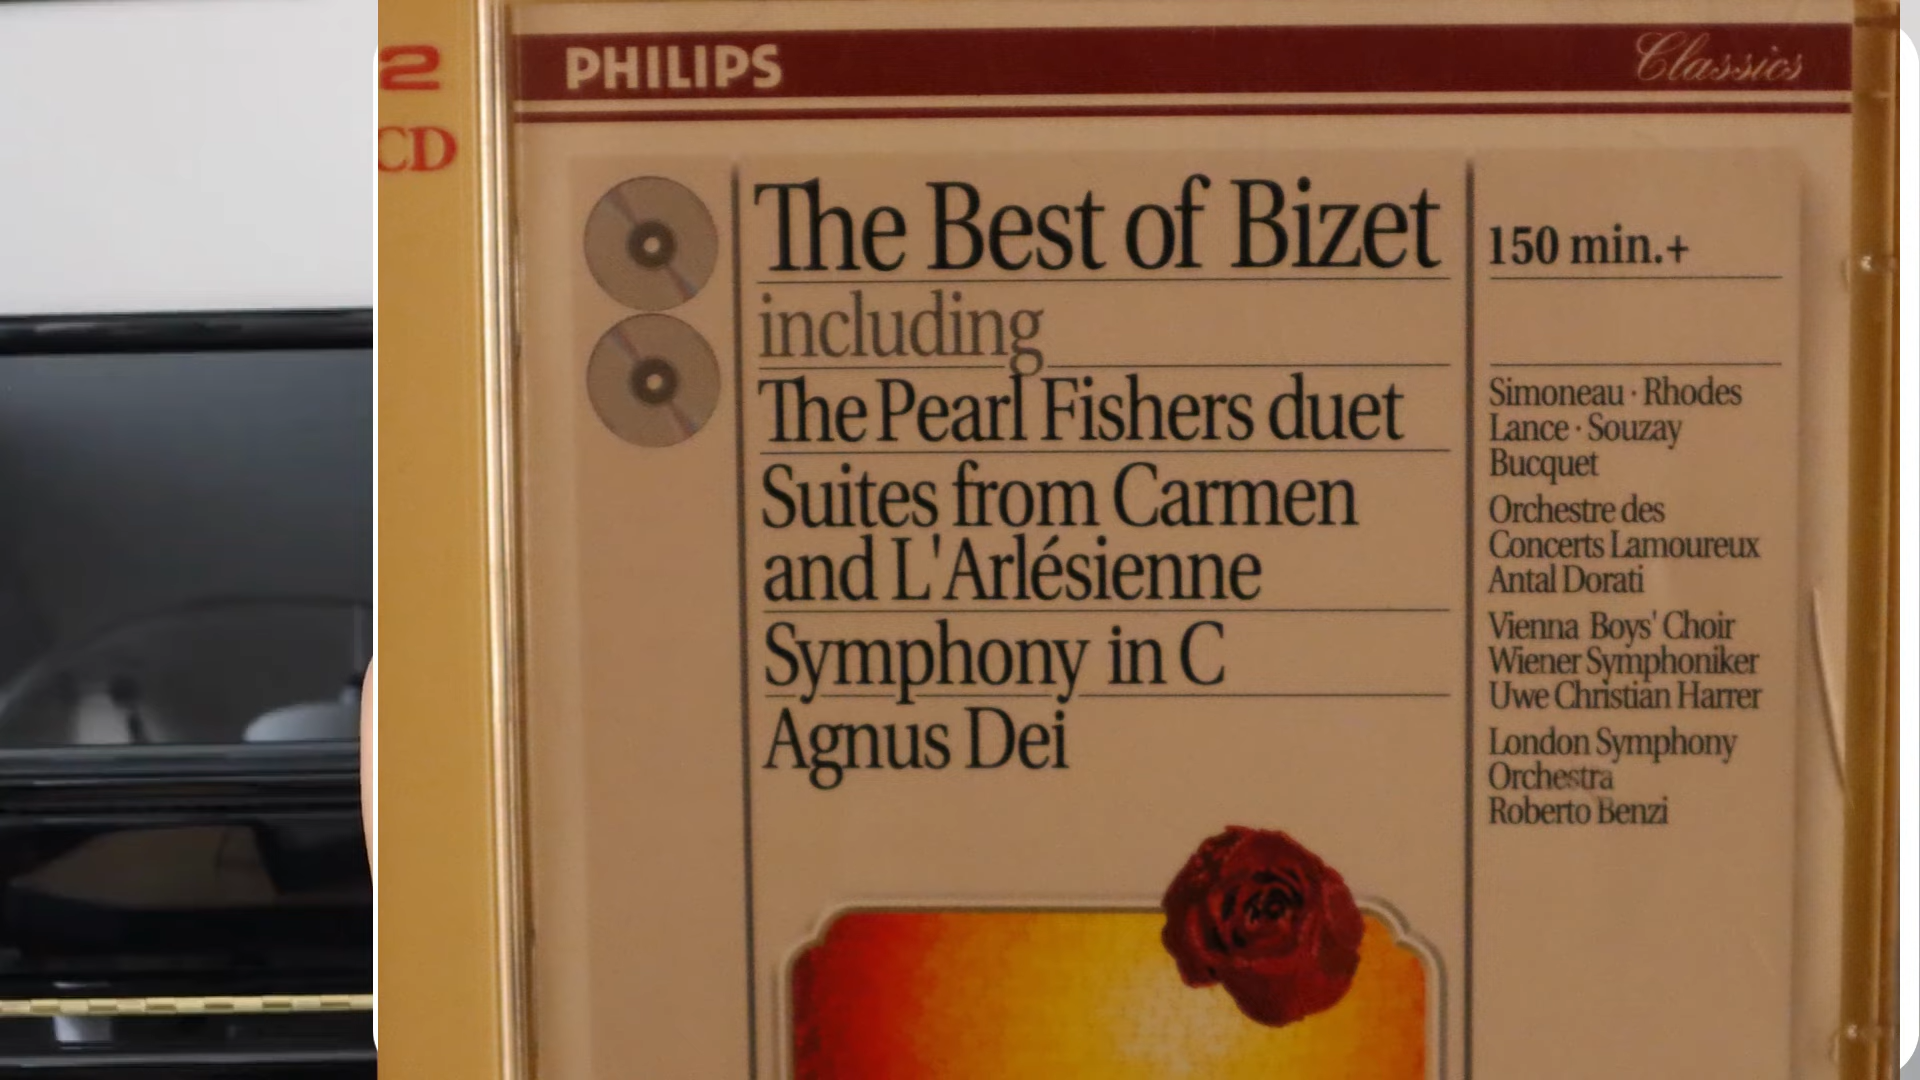 2
CD
PHILIPS
Classics
The Best of Bizet
including
The Pearl Fishers duet
Suites from Carmen
and L'Arlésienne
Symphony in C
Agnus Dei
150 min.+
Simoneau · Rhodes
Lance · Souzay
Bucquet
Orchestre des
Concerts Lamoureux
Antal Dorati
Vienna Boys' Choir
Wiener Symphoniker
Uwe Christian Harrer
London Symphony
Orchestra
Roberto Benzi